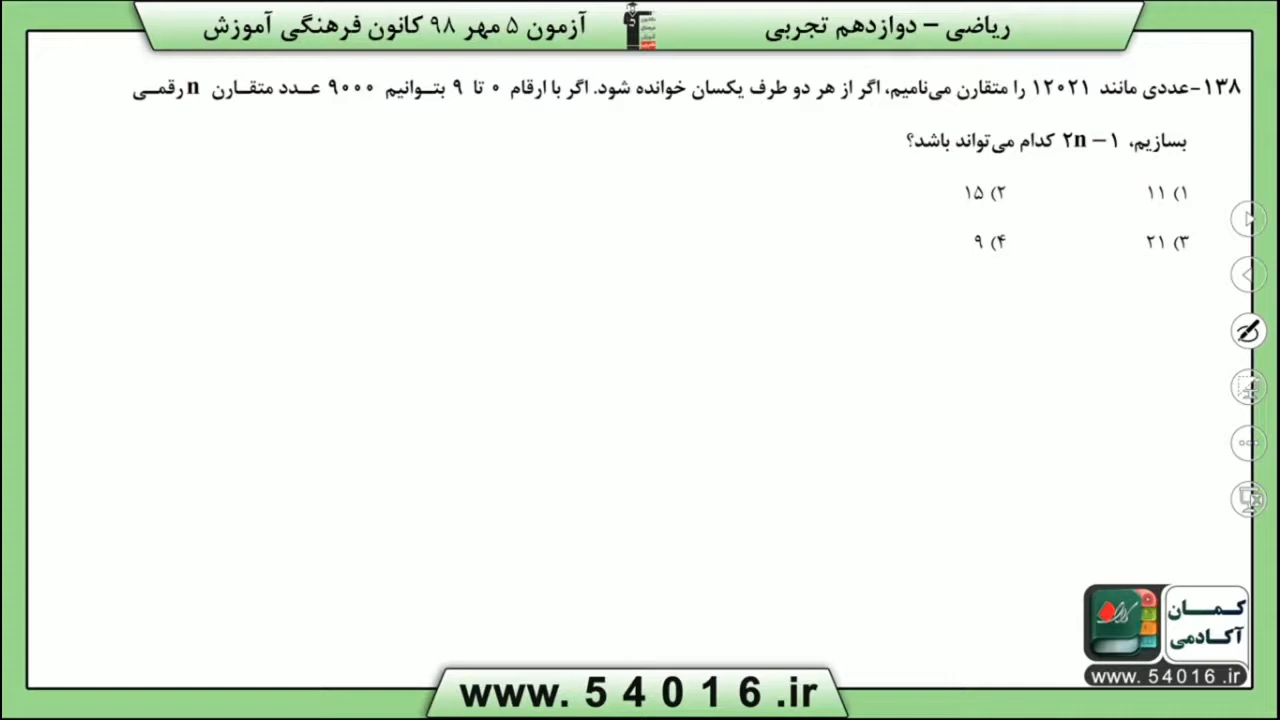 ریاضی – دوازدهم تجربی
آزمون ۵ مهر ۹۸ کانون فرهنگی آموزش
۱۳۸-عددی مانند ۱۲۰۲۱ را متقارن می‌نامیم، اگر از هر دو طرف یکسان خوانده شود. اگر با ارقام ۰ تا ۹ بتوانیم ۹۰۰۰ عدد متقارن n رقمی
بسازیم، ۲n – ۱ کدام می‌تواند باشد؟
۱) ۱۱
۲) ۱۵
۳) ۲۱
۴) ۹
کمان
آکادمی
www. 54016 .ir
www. 5 4 0 1 6 .ir